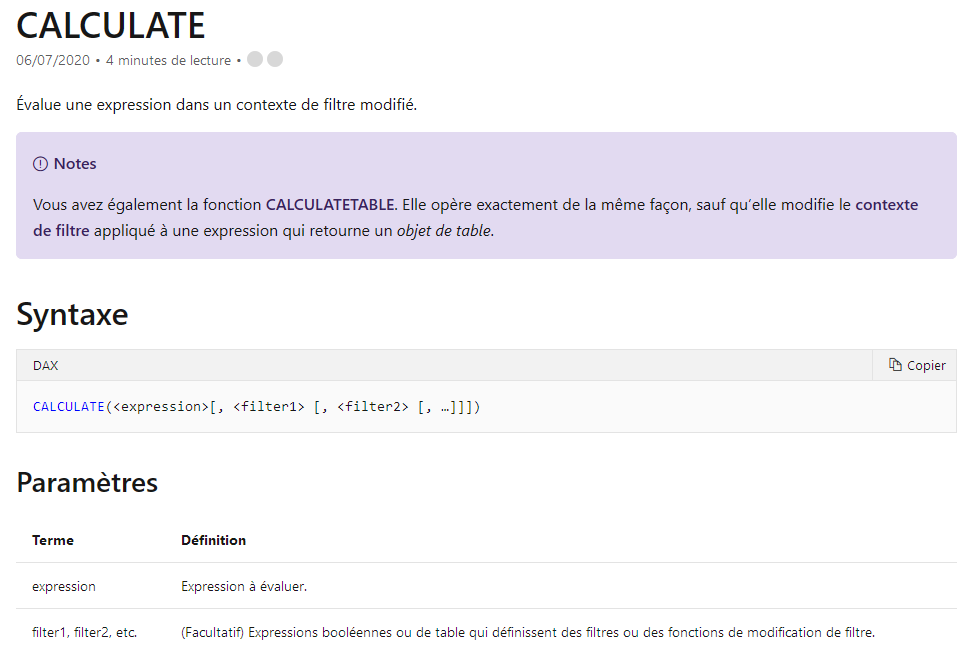 CALCULATE
06/07/2020 • 4 minutes de lecture •
Évalue une expression dans un contexte de filtre modifié.
Notes
Vous avez également la fonction CALCULATETABLE. Elle opère exactement de la même façon, sauf qu’elle modifie le contexte
de filtre appliqué à une expression qui retourne un objet de table.
Syntaxe
DAX
Copier
CALCULATE(<expression>[, <filter1> [, <filter2> [, …]]])
Paramètres
Terme Définition
expression Expression à évaluer.
filter1, filter2, etc. (Facultatif) Expressions booléennes ou de table qui définissent des filtres ou des fonctions de modification de filtre.